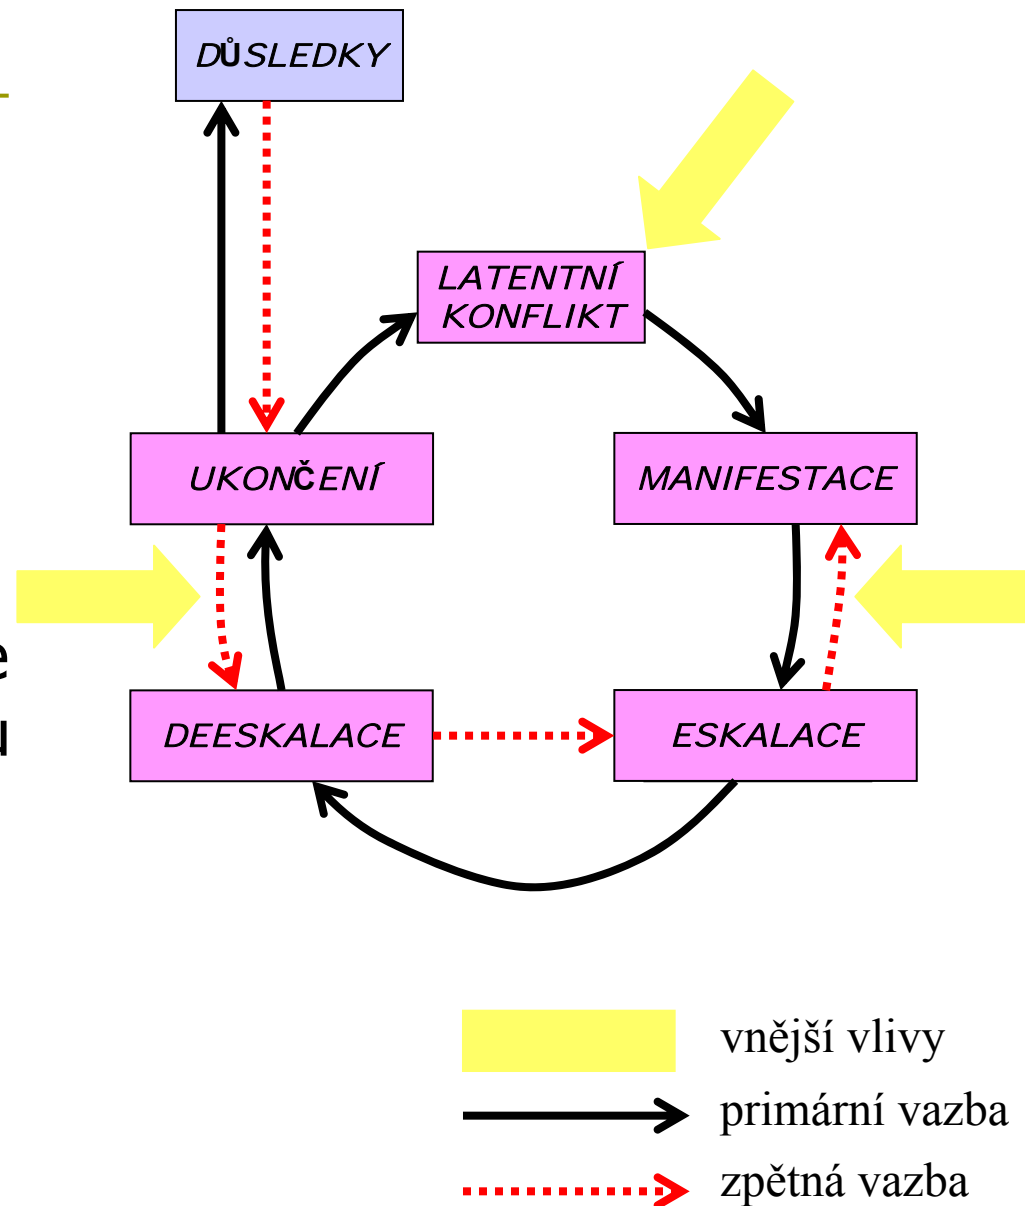 DŮSLEDKY
LATENTNÍ
KONFLIKT
UKONČENÍ
MANIFESTACE
DEESKALACE
ESKALACE
vnější vlivy
primární vazba
zpětná vazba